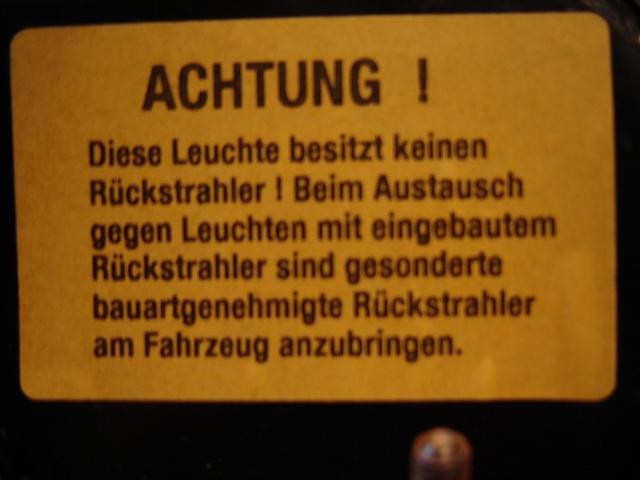 ACHTUNG !
Diese Leuchte besitzt keinen
Rückstrahler ! Beim Austausch
gegen Leuchten mit eingebautem
Rückstrahler sind gesonderte
bauartgenehmigte Rückstrahler
am Fahrzeug anzubringen.